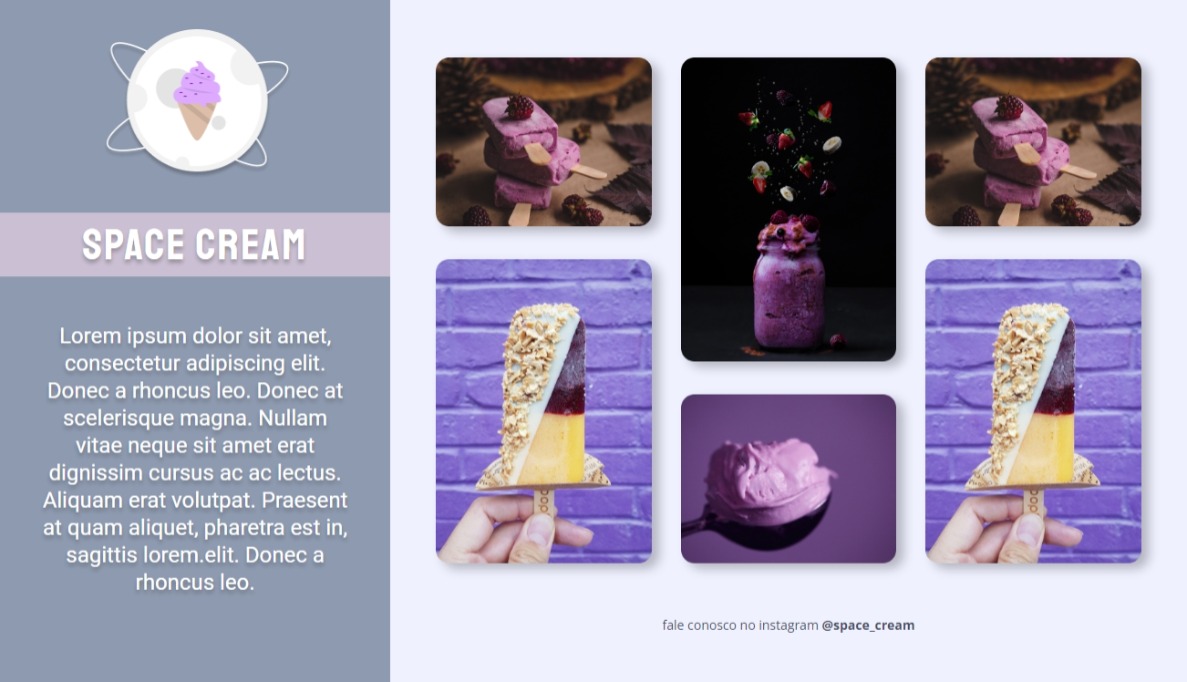 SPACE CREAM
Lorem ipsum dolor sit amet,
consectetur adipiscing elit.
Donec a rhoncus leo. Donec at
scelerisque magna. Nullam
vitae neque sit amet erat
dignissim cursus ac ac lectus.
Aliquam erat volutpat. Praesent
at quam aliquet, pharetra est in,
sagittis lorem.elit. Donec a
rhoncus leo.
fale conosco no instagram @space_cream